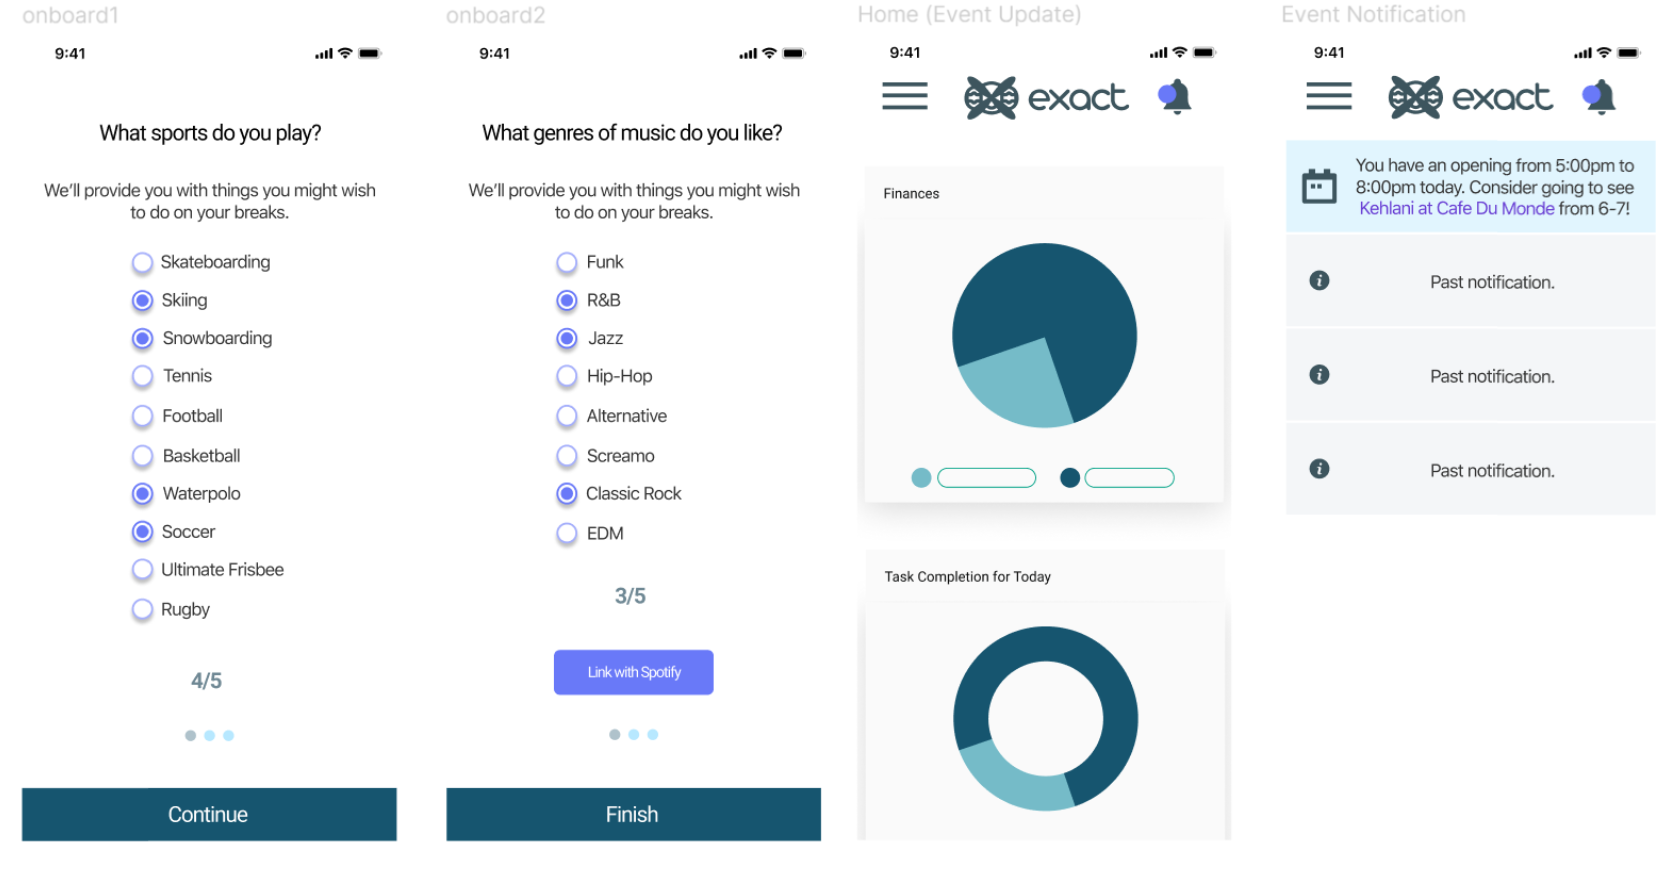 onboard1
9:41
What sports do you play?
We'll provide you with things you might wish
to do on your breaks.
Skateboarding
Skiing
Snowboarding
Tennis
Football
Basketball
Waterpolo
Soccer
Ultimate Frisbee
Rugby
4/5
Continue
onboard2
9:41
What genres of music do you like?
We'll provide you with things you might wish
to do on your breaks.
Funk
R&B
Jazz
Hip-Hop
Alternative
Screamo
Classic Rock
EDM
3/5
Link with Spotify
Finish
Home (Event Update)
9:41
exact
Finances
Task Completion for Today
Event Notification
9:41
exact
You have an opening from 5:00pm to
8:00pm today. Consider going to see
Kehlani at Cafe Du Monde from 6-7!
Past notification.
Past notification.
Past notification.